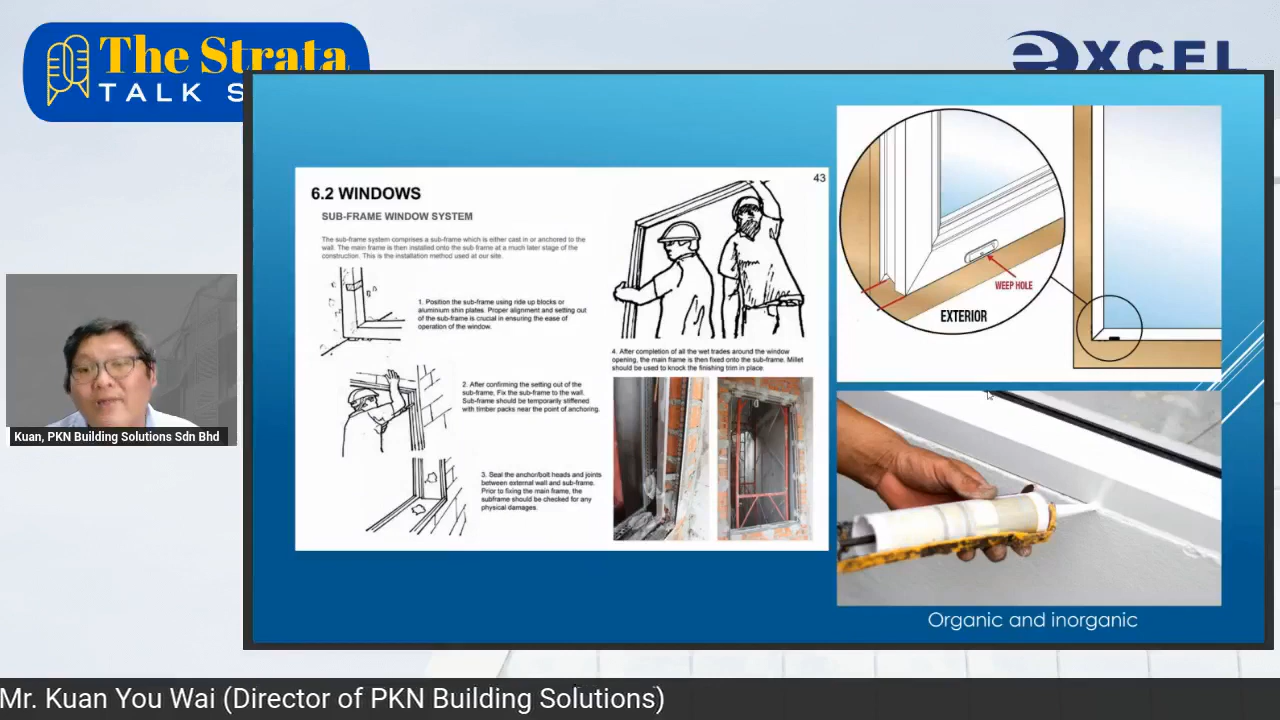 The Strata
TALK S
eXCEL
43
6.2 WINDOWS
SUB-FRAME WINDOW SYSTEM
The sub-frame system comprises a sub-frame which is either cast in or anchored to the
wall. The main frame is then installed onto the sub frame at a much later stage of the
construction. This is the installation method used at our site.
1. Position the sub-frame using ride up blocks or
aluminium shin plates. Proper alignment and setting out
of the sub-frame is crucial in ensuring the ease of
operation of the window.
2. After confirming the setting out of the
sub-frame, Fix the sub-frame to the wall.
Sub-frame should be temporarily stiffened
with timber packs near the point of anchoring.
3. Seal the anchor/bolt heads and joints
between external wall and sub-frame.
Prior to fixing the main frame, the
subframe should be checked for any
physical damages.
4. After completion of all the wet trades around the window
opening, the main frame is then fixed onto the sub-frame. Millet
should be used to knock the finishing trim in place.
WEEP HOLE
EXTERIOR
Organic and inorganic
Kuan, PKN Building Solutions Sdn Bhd
Mr. Kuan You Wai (Director of PKN Building Solutions)